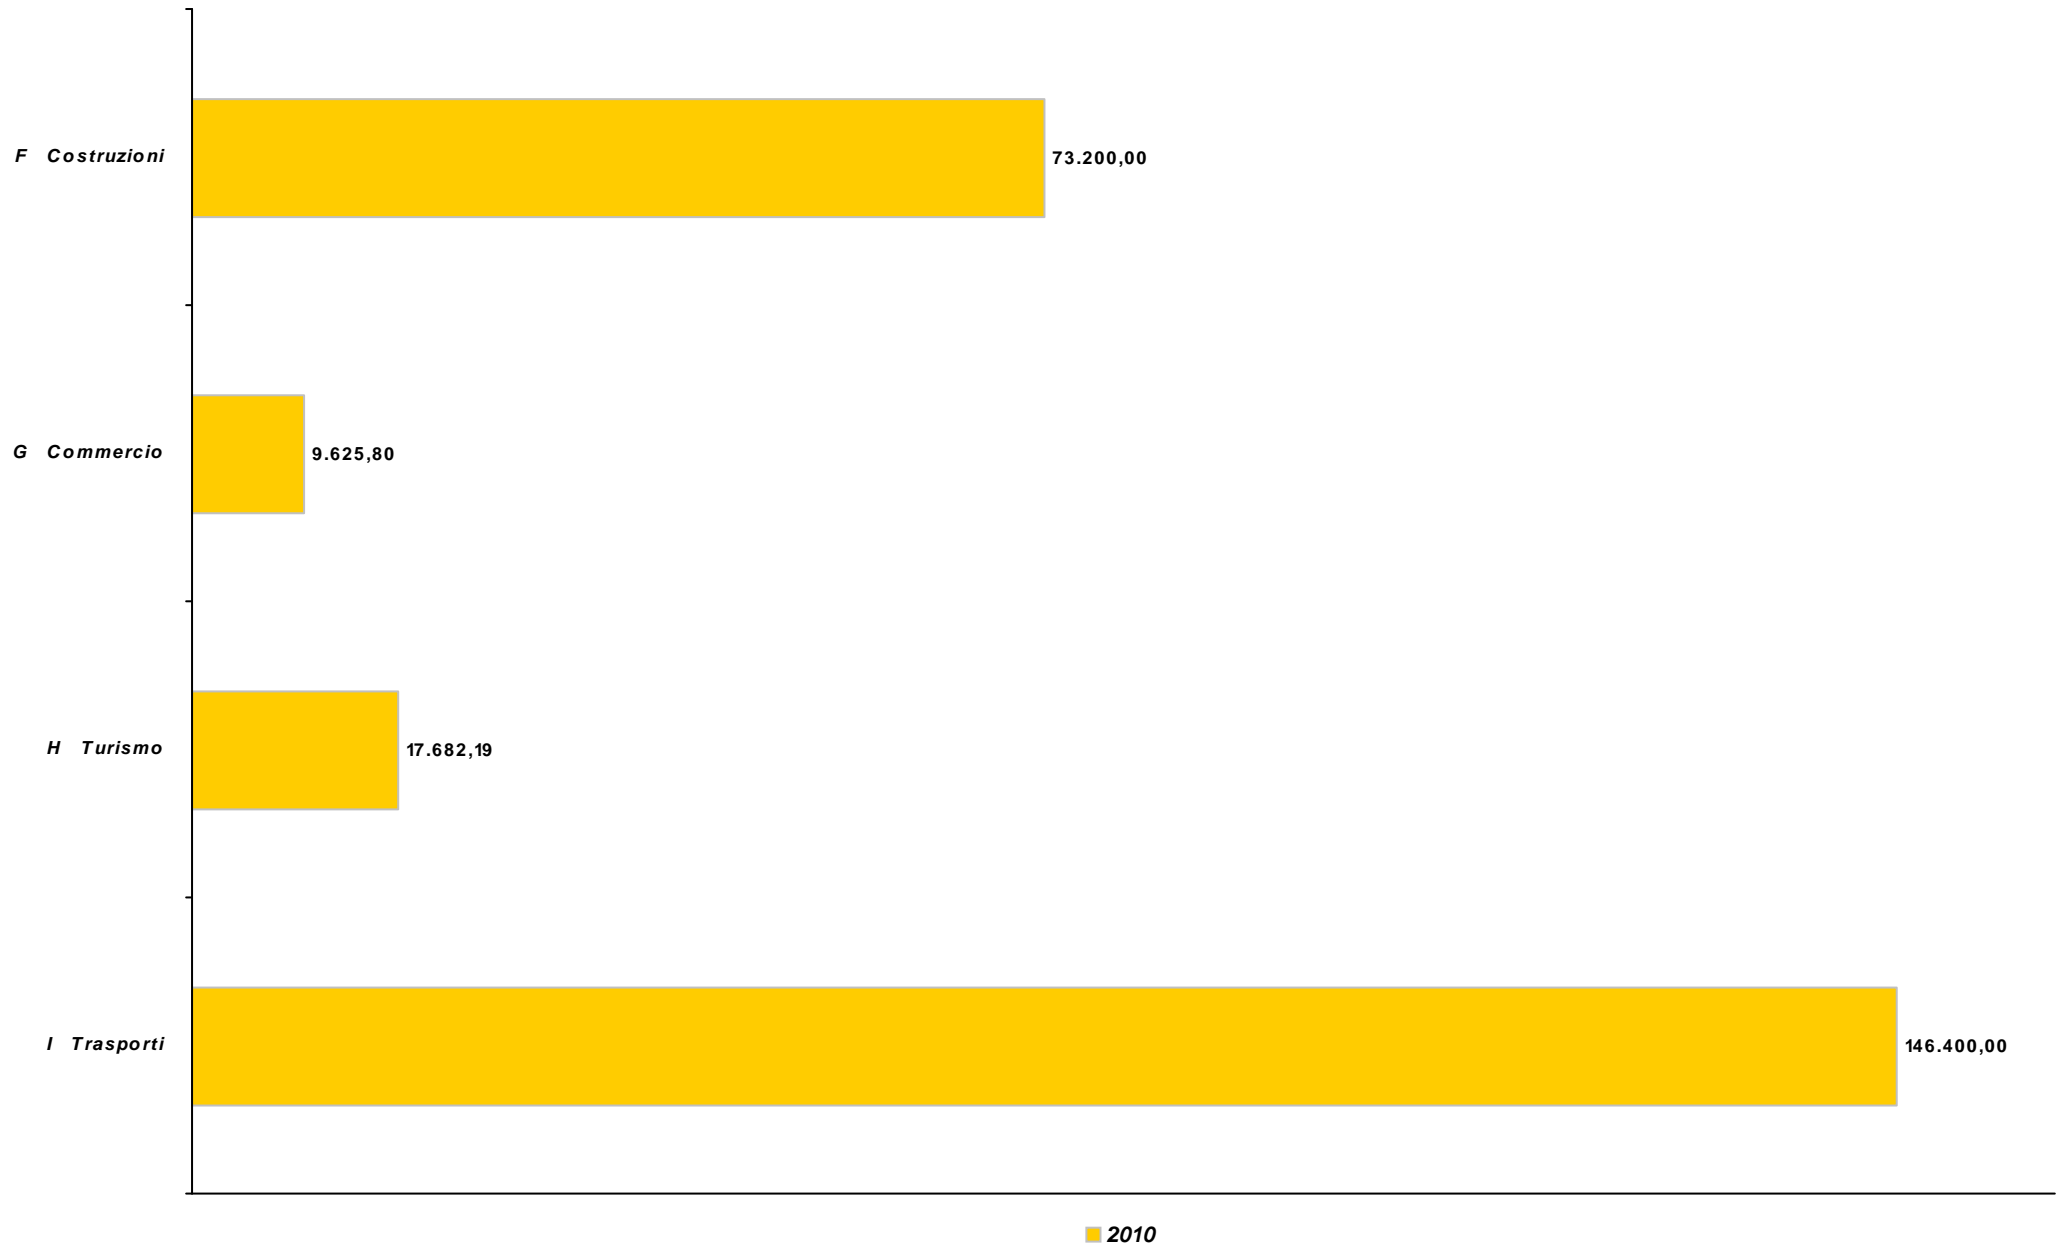 F Costruzioni
73.200,00
G Commercio
9.625,80
H Turismo
17.682,19
I Trasporti
146.400,00
2010